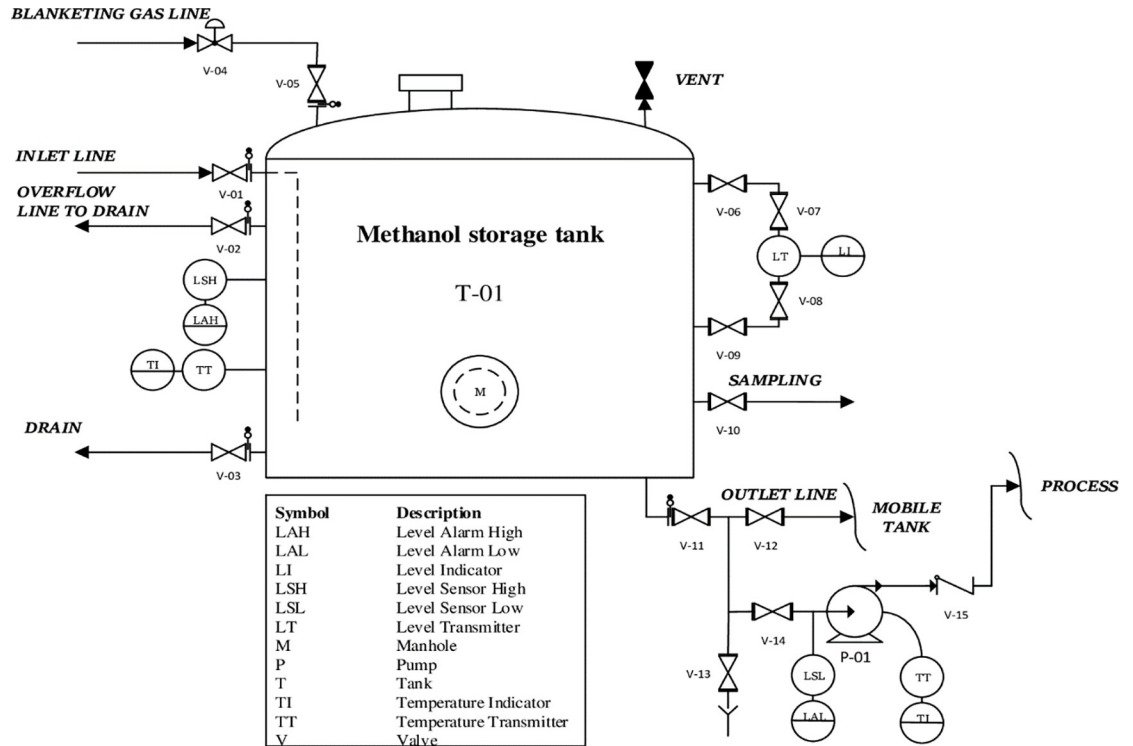 BLANKETING GAS LINE
V-04
V-05
VENT
INLET LINE
V-01
OVERFLOW
LINE TO DRAIN
V-02
V-06
V-07
Methanol storage tank
T-01
LT
LI
LSH
LAH
V-08
V-09
TI
TT
M
SAMPLING
V-10
DRAIN
V-03
OUTLET LINE
MOBILE
TANK
PROCESS
V-11
V-12
V-14
V-15
P-01
V-13
LSL
LAL
TT
TI
Symbol Description
LAH Level Alarm High
LAL Level Alarm Low
LI Level Indicator
LSH Level Sensor High
LSL Level Sensor Low
LT Level Transmitter
M Manhole
P Pump
T Tank
TI Temperature Indicator
TT Temperature Transmitter
V Valve